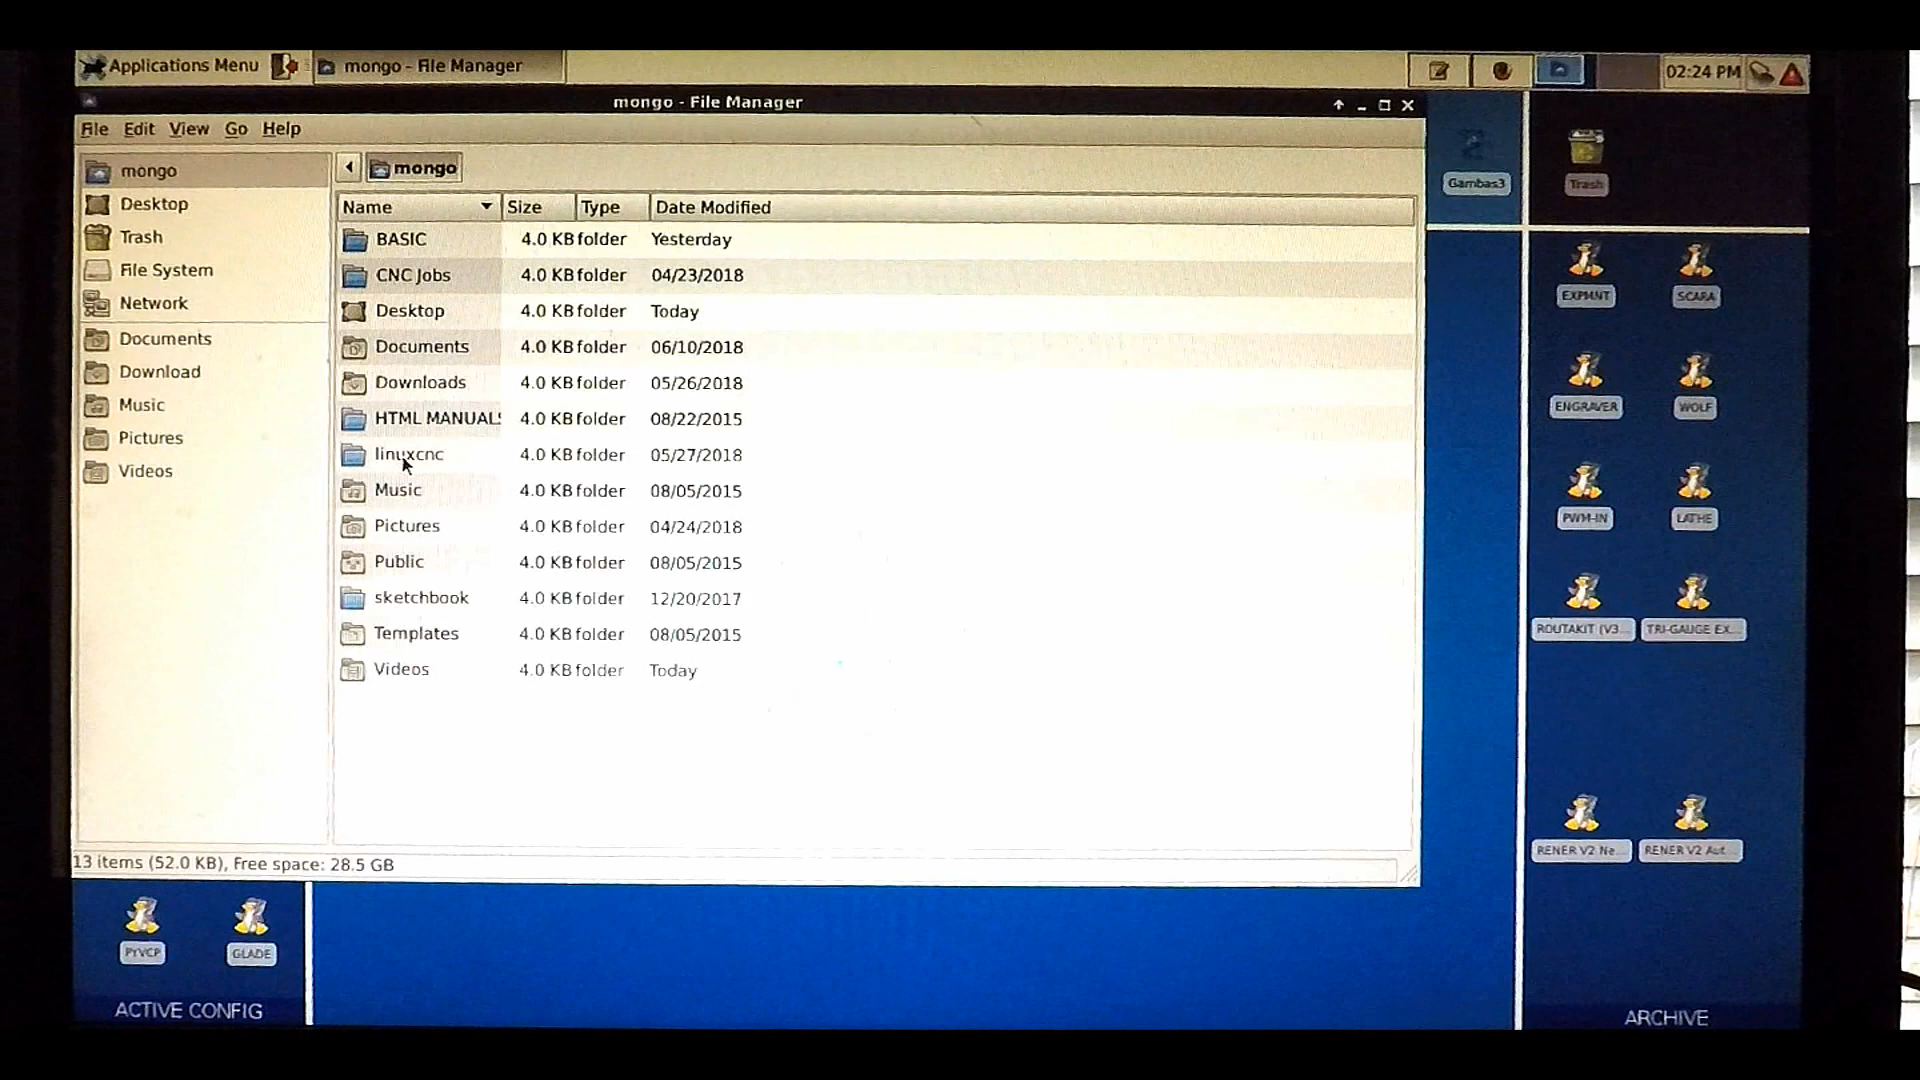 Applications Menu
mongo - File Manager
02:24 PM
mongo - File Manager
File Edit View Go Help
mongo
Desktop
Trash
File System
Network
Documents
Download
Music
Pictures
Videos
mongo
Name Size Type Date Modified
BASIC 4.0 KB folder Yesterday
CNC Jobs 4.0 KB folder 04/23/2018
Desktop 4.0 KB folder Today
Documents 4.0 KB folder 06/10/2018
Downloads 4.0 KB folder 05/26/2018
HTML MANUALS 4.0 KB folder 08/22/2015
linuxcnc 4.0 KB folder 05/27/2018
Music 4.0 KB folder 08/05/2015
Pictures 4.0 KB folder 04/24/2018
Public 4.0 KB folder 08/05/2015
sketchbook 4.0 KB folder 12/20/2017
Templates 4.0 KB folder 08/05/2015
Videos 4.0 KB folder Today
13 items (52.0 KB), Free space: 28.5 GB
Gambas3
Trash
EXPMNT SCARA
ENGRAVER WOLF
PWM-IN LATHE
ROUTAKIT (V3... TRI-GAUGE EX...
RENER V2 Ne... RENER V2 Aut...
PYVCP GLADE
ACTIVE CONFIG
ARCHIVE